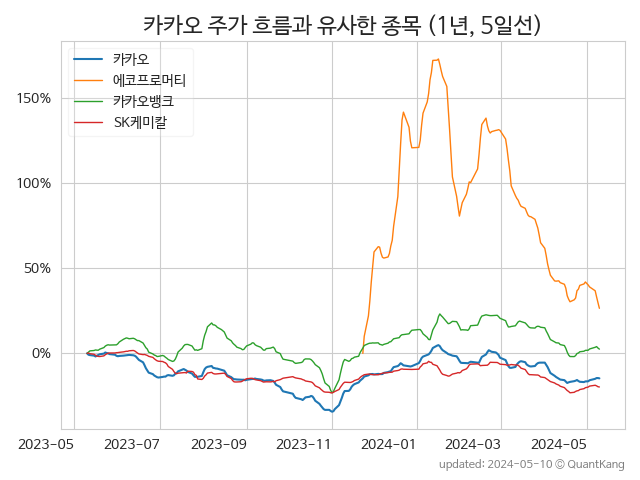 카카오 주가 흐름과 유사한 종목 (1년, 5일선)
카카오
에코프로머티
카카오뱅크
SK케미칼
150%
100%
50%
0%
2023-05 2023-07 2023-09 2023-11 2024-01 2024-03 2024-05
updated: 2024-05-10 © QuantKang